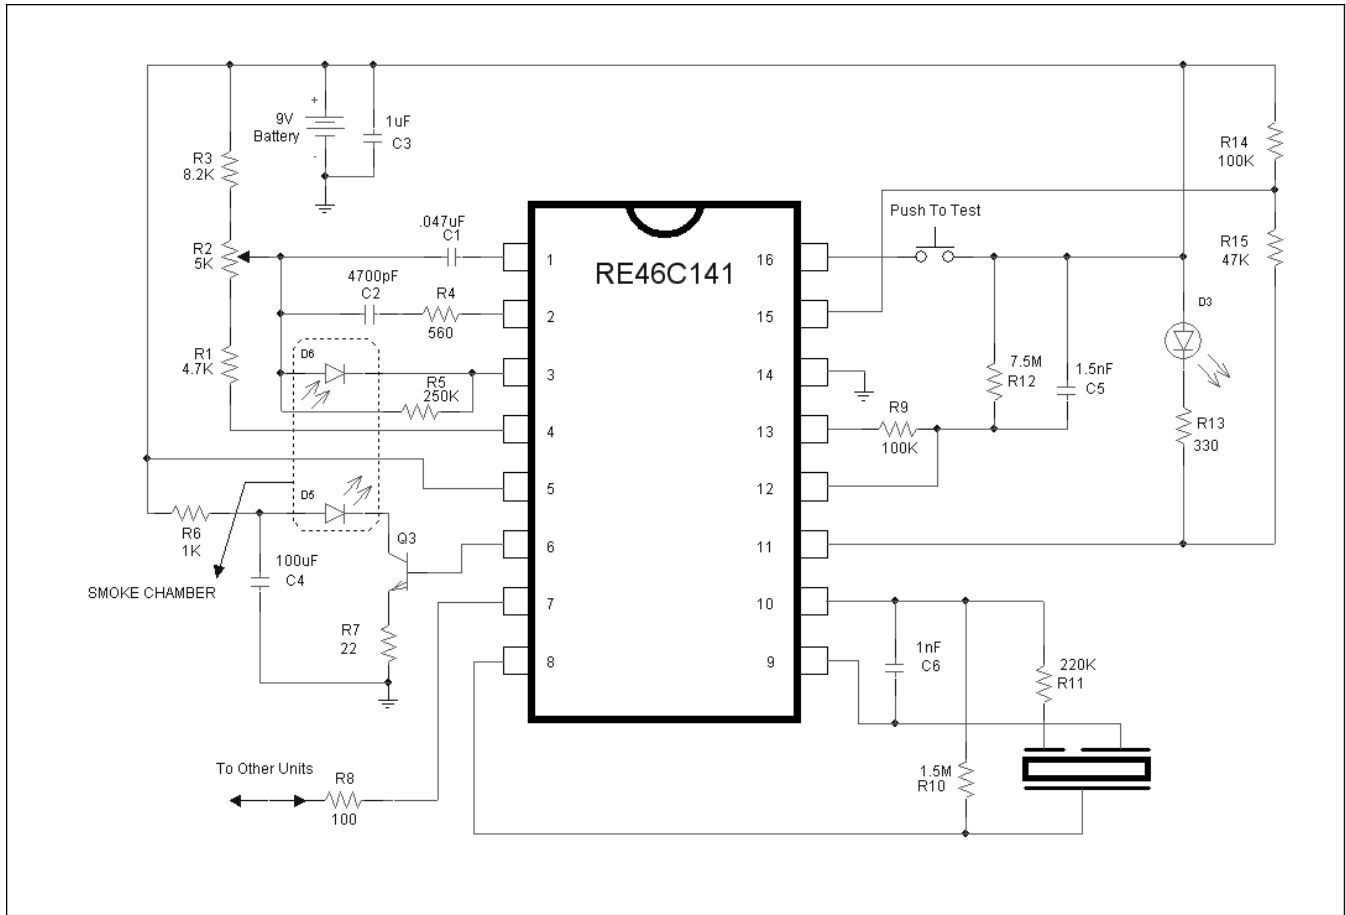 +
9V
Battery
-
1uF
C3
R3
8.2K
R2
5K
R1
4.7K
.047uF
C1
4700pF
C2
R4
560
D6
R5
250K
D5
R6
1K
100uF
C4
Q3
R7
22
SMOKE CHAMBER
To Other Units
R8
100
RE46C141
1
2
3
4
5
6
7
8
16
15
14
13
12
11
10
9
Push To Test
R14
100K
R15
47K
D3
7.5M
R12
1.5nF
C5
R9
100K
R13
330
1nF
C6
220K
R11
1.5M
R10